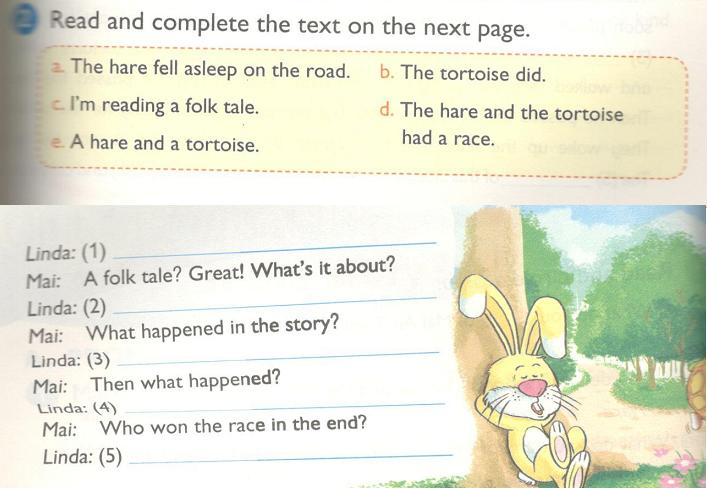 2 Read and complete the text on the next page.
a. The hare fell asleep on the road. b. The tortoise did.
c. I'm reading a folk tale. d. The hare and the tortoise
had a race.
e. A hare and a tortoise.
Linda: (1)
Mai: A folk tale? Great! What's it about?
Linda: (2)
Mai: What happened in the story?
Linda: (3)
Mai: Then what happened?
Linda: (4)
Mai: Who won the race in the end?
Linda: (5)